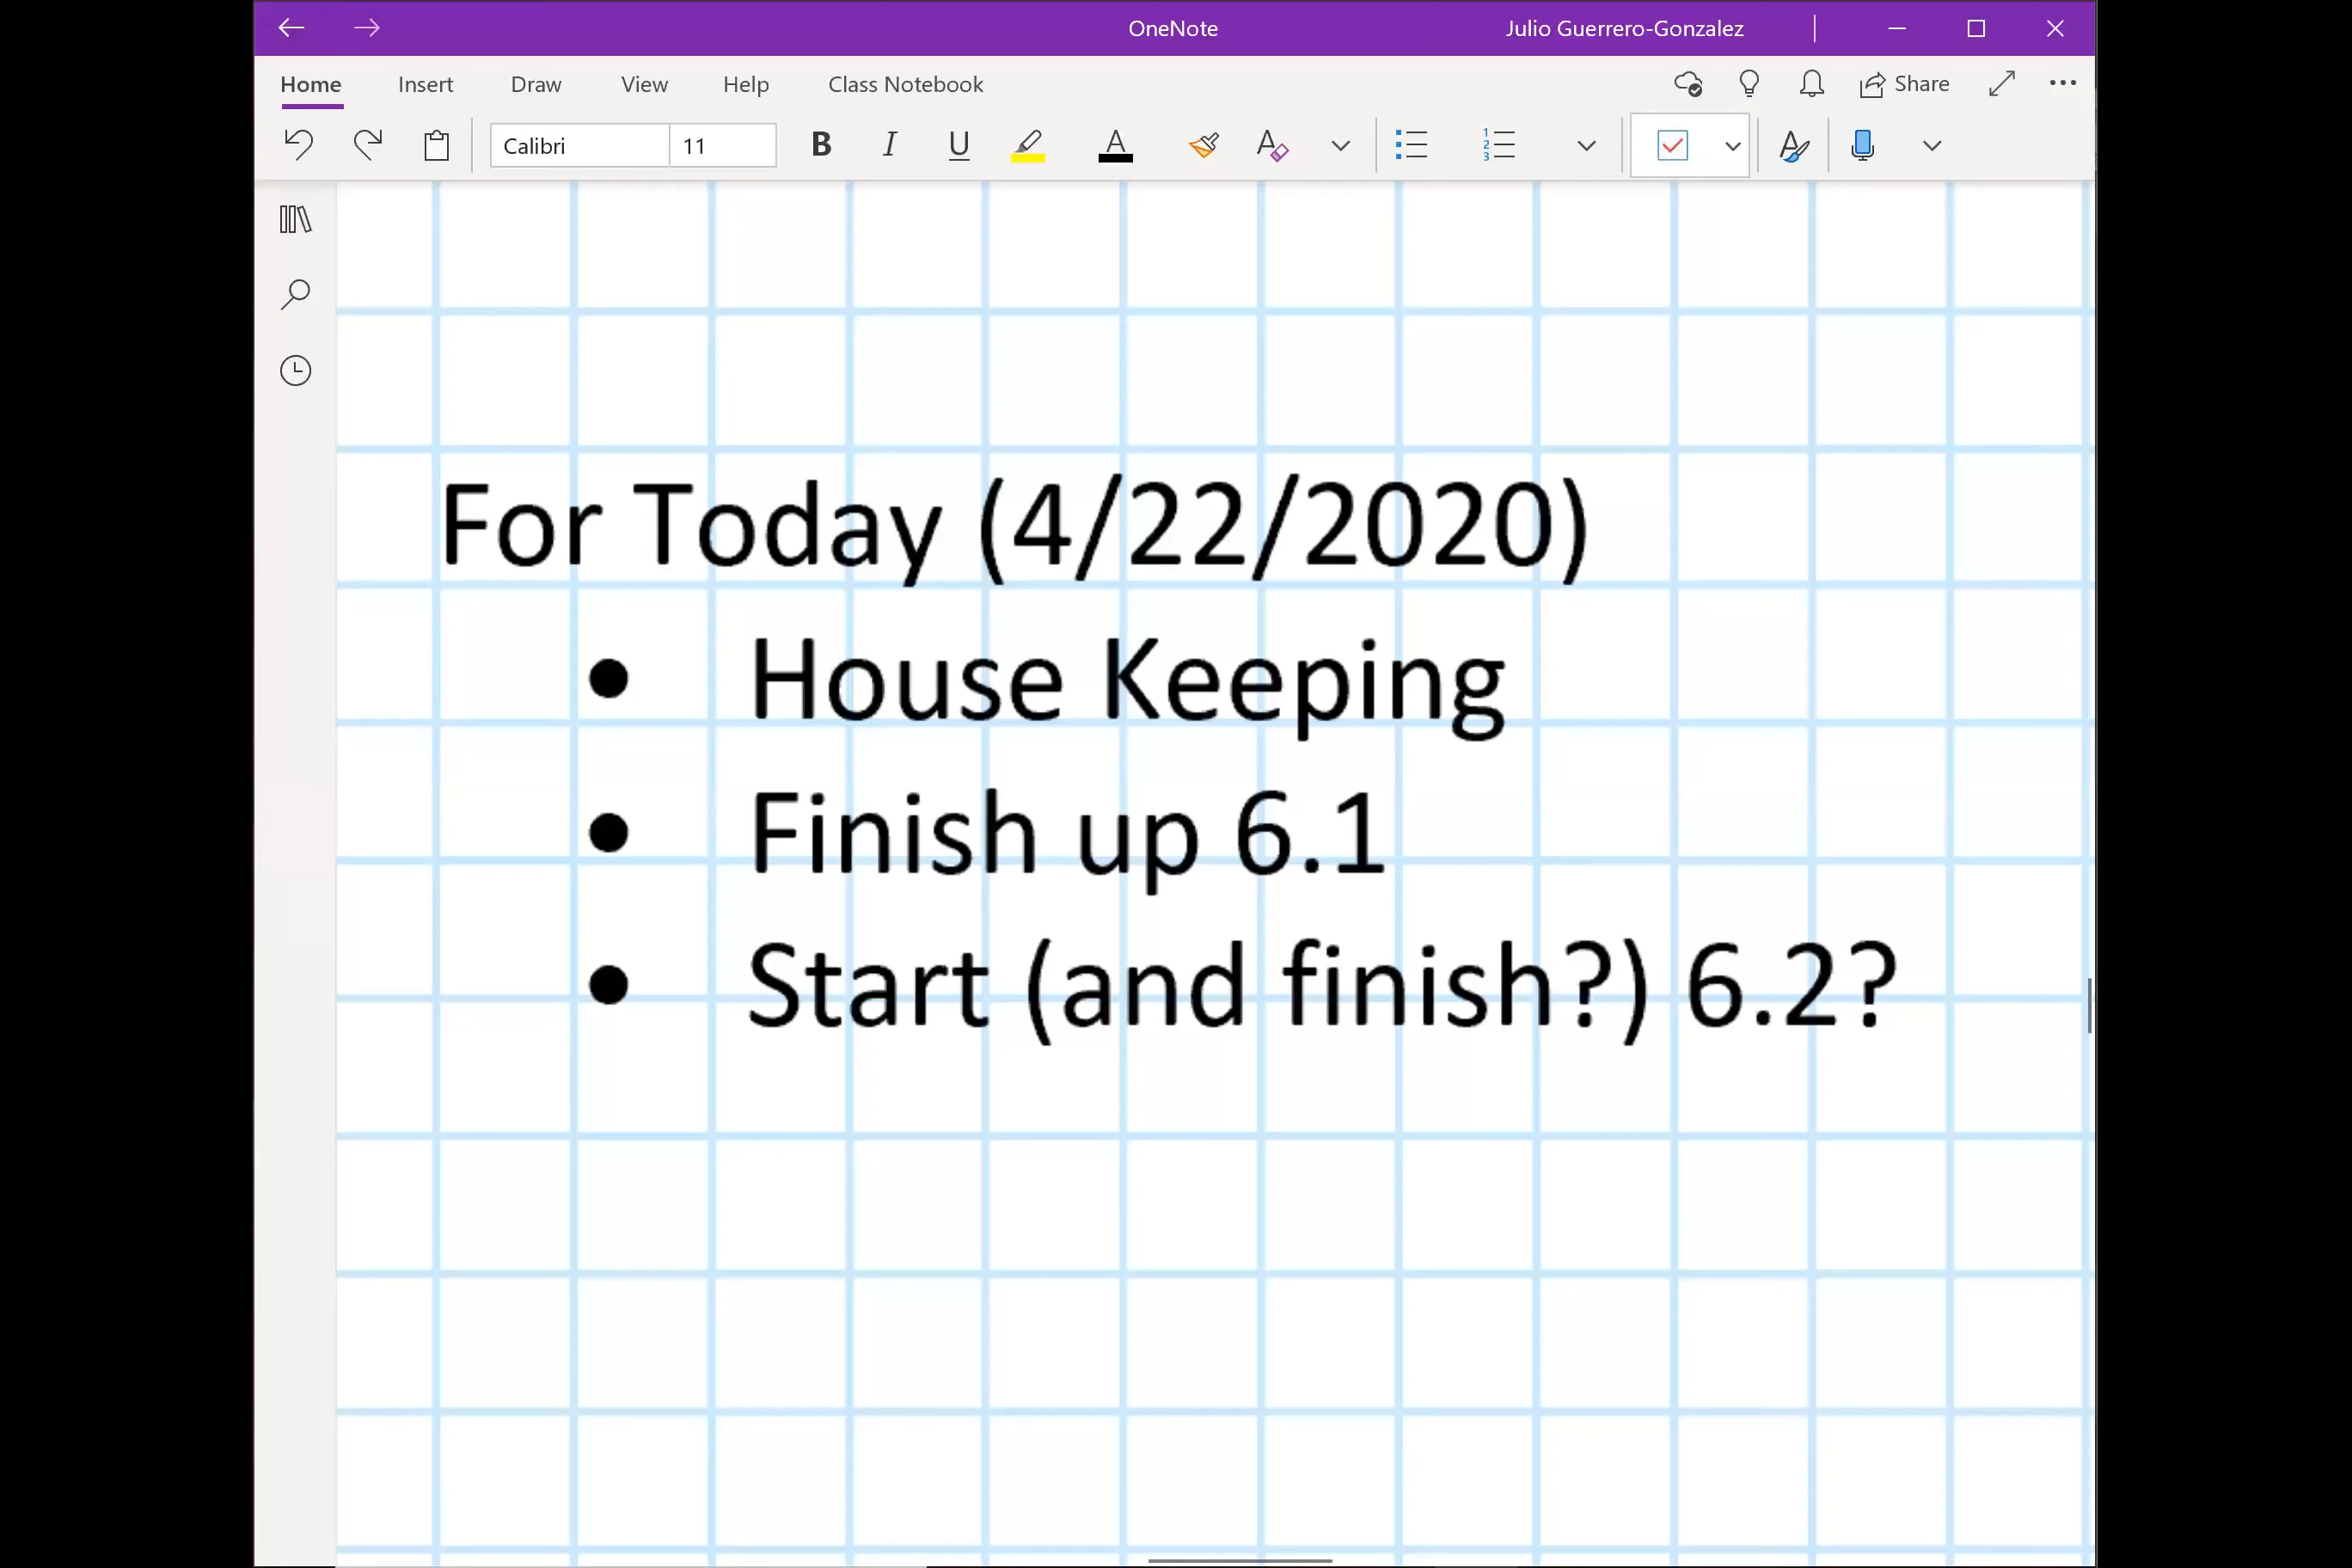 OneNote
Julio Guerrero-Gonzalez
Home Insert Draw View Help Class Notebook Share
Calibri 11 B I U A A
For Today (4/22/2020)
• House Keeping
• Finish up 6.1
• Start (and finish?) 6.2?